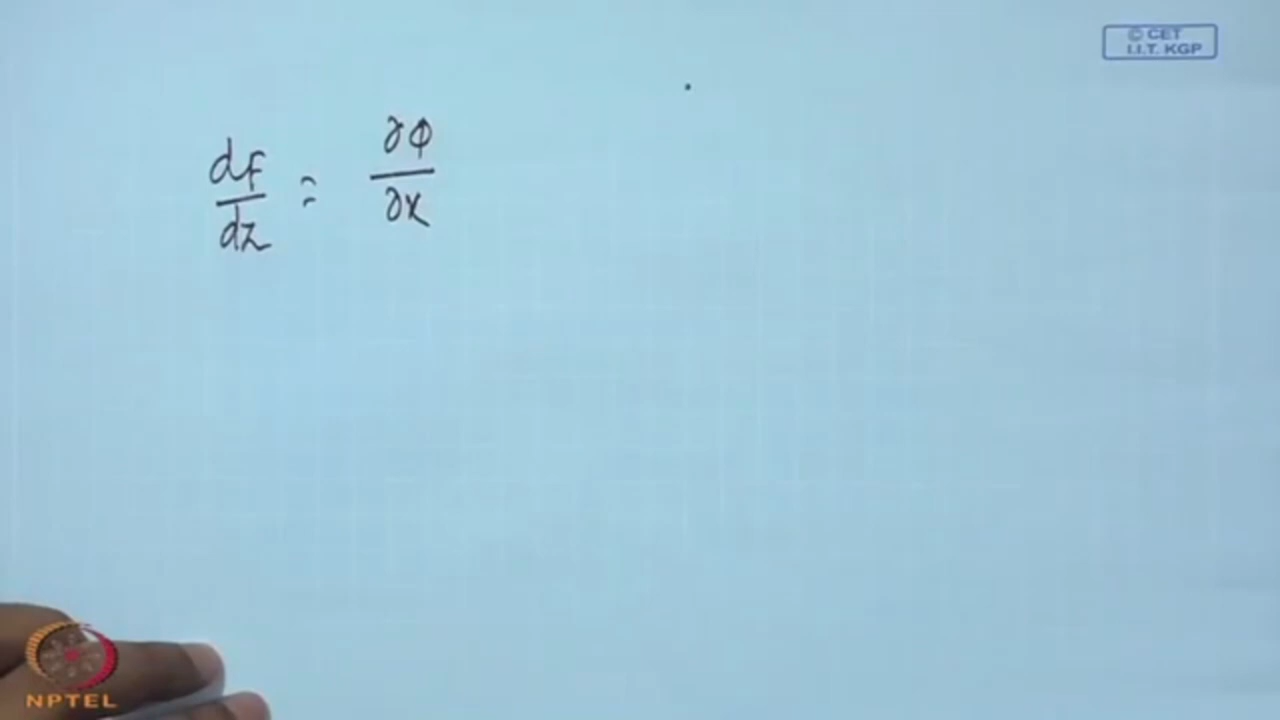 © CET
I.I.T. KGP
df/dz = ∂φ/∂x
NPTEL